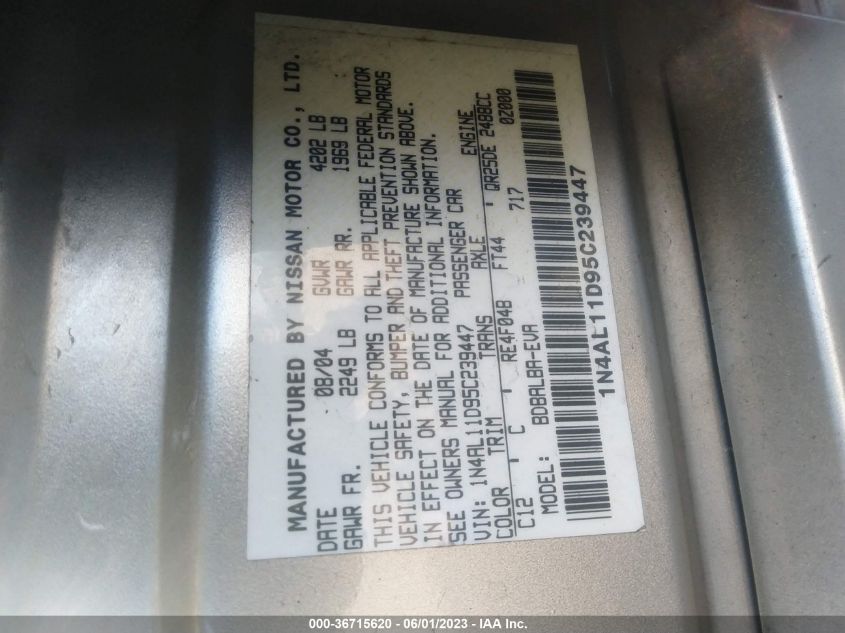 MANUFACTURED BY NISSAN MOTOR CO., LTD.
DATE 08/04 GVWR 4202 LB
GAWR FR. 2249 LB GAWR RR. 1969 LB
THIS VEHICLE CONFORMS TO ALL APPLICABLE FEDERAL MOTOR
VEHICLE SAFETY, BUMPER AND THEFT PREVENTION STANDARDS
IN EFFECT ON THE DATE OF MANUFACTURE SHOWN ABOVE.
SEE OWNERS MANUAL FOR ADDITIONAL INFORMATION.
VIN: 1N4AL11D95C239447 PASSENGER CAR
COLOR TRIM TRANS AXLE ENGINE
C12 ' C ' RE4F04B FT44 ' QR25DE 2488CC
MODEL: BDBALBA-EVA 717 0Z000
1N4AL11D95C239447
000-36715620 - 06/01/2023 - IAA Inc.